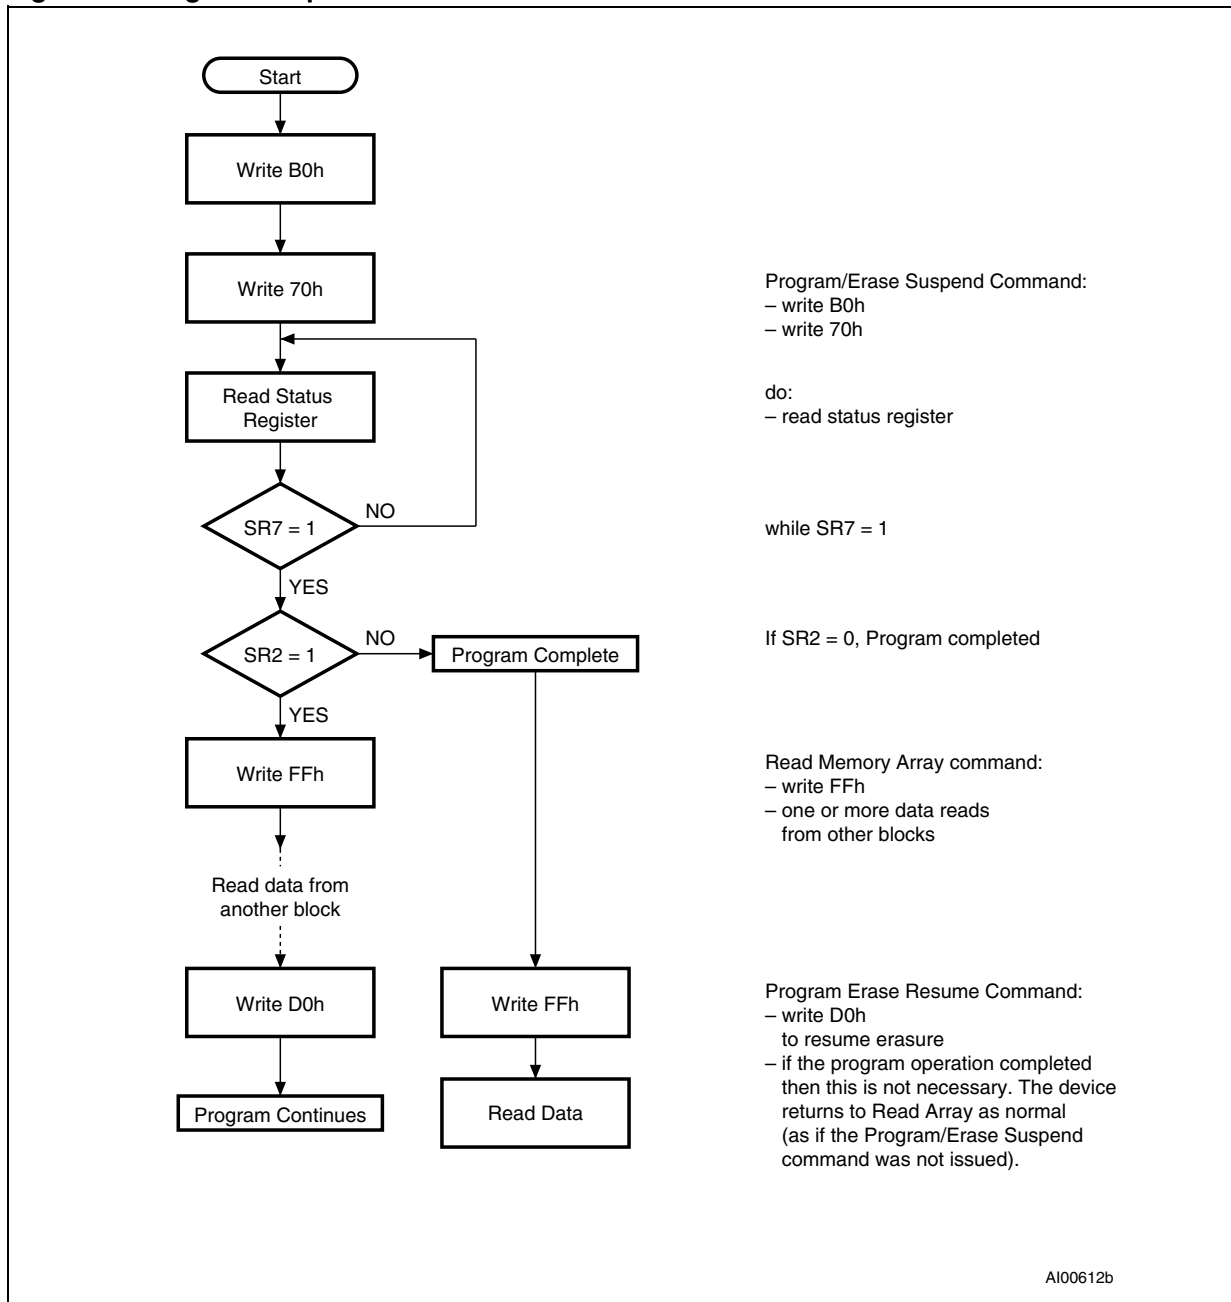 Start
Write B0h
Write 70h
Program/Erase Suspend Command:
– write B0h
– write 70h
Read Status
Register
do:
– read status register
NO
SR7 = 1
while SR7 = 1
YES
NO
SR2 = 1
Program Complete
If SR2 = 0, Program completed
YES
Write FFh
Read Memory Array command:
– write FFh
– one or more data reads
from other blocks
Read data from
another block
Write D0h
Write FFh
Program Erase Resume Command:
– write D0h
to resume erasure
– if the program operation completed
then this is not necessary. The device
returns to Read Array as normal
(as if the Program/Erase Suspend
command was not issued).
Program Continues
Read Data
AI00612b